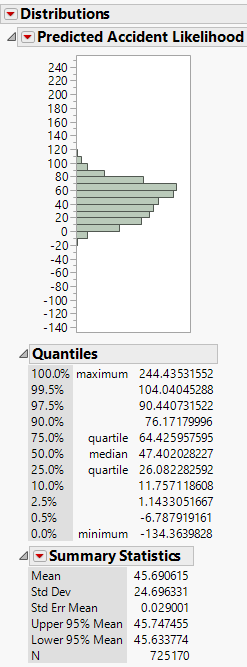 Distributions
Predicted Accident Likelihood
240
220
200
180
160
140
120
100
80
60
40
20
0
-20
-40
-60
-80
-100
-120
-140
Quantiles
100.0% maximum 244.43531552
99.5% 104.04045288
97.5% 90.440731522
90.0% 76.17179996
75.0% quartile 64.425957595
50.0% median 47.402028227
25.0% quartile 26.082282592
10.0% 11.757118608
2.5% 1.1433051667
0.5% -6.787919161
0.0% minimum -134.3639828
Summary Statistics
Mean 45.690615
Std Dev 24.696331
Std Err Mean 0.029001
Upper 95% Mean 45.747455
Lower 95% Mean 45.633774
N 725170